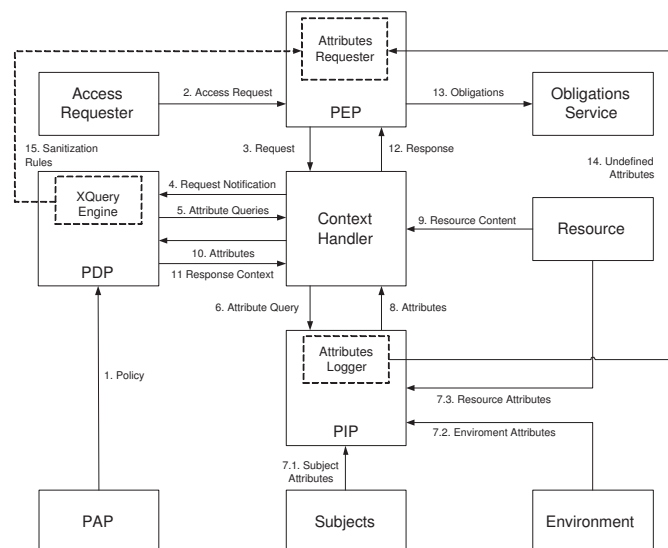 Attributes
Requester
PEP
Access
Requester
2. Access Request
13. Obligations
Obligations
Service
15. Sanitization
Rules
3. Request
12. Response
14. Undefined
Attributes
XQuery
Engine
PDP
4. Request Notification
5. Attribute Queries
10. Attributes
11 Response Context
Context
Handler
9. Resource Content
Resource
6. Attribute Query
8. Attributes
1. Policy
Attributes
Logger
PIP
7.3. Resource Attributes
7.2. Enviroment Attributes
7.1. Subject
Attributes
PAP
Subjects
Environment